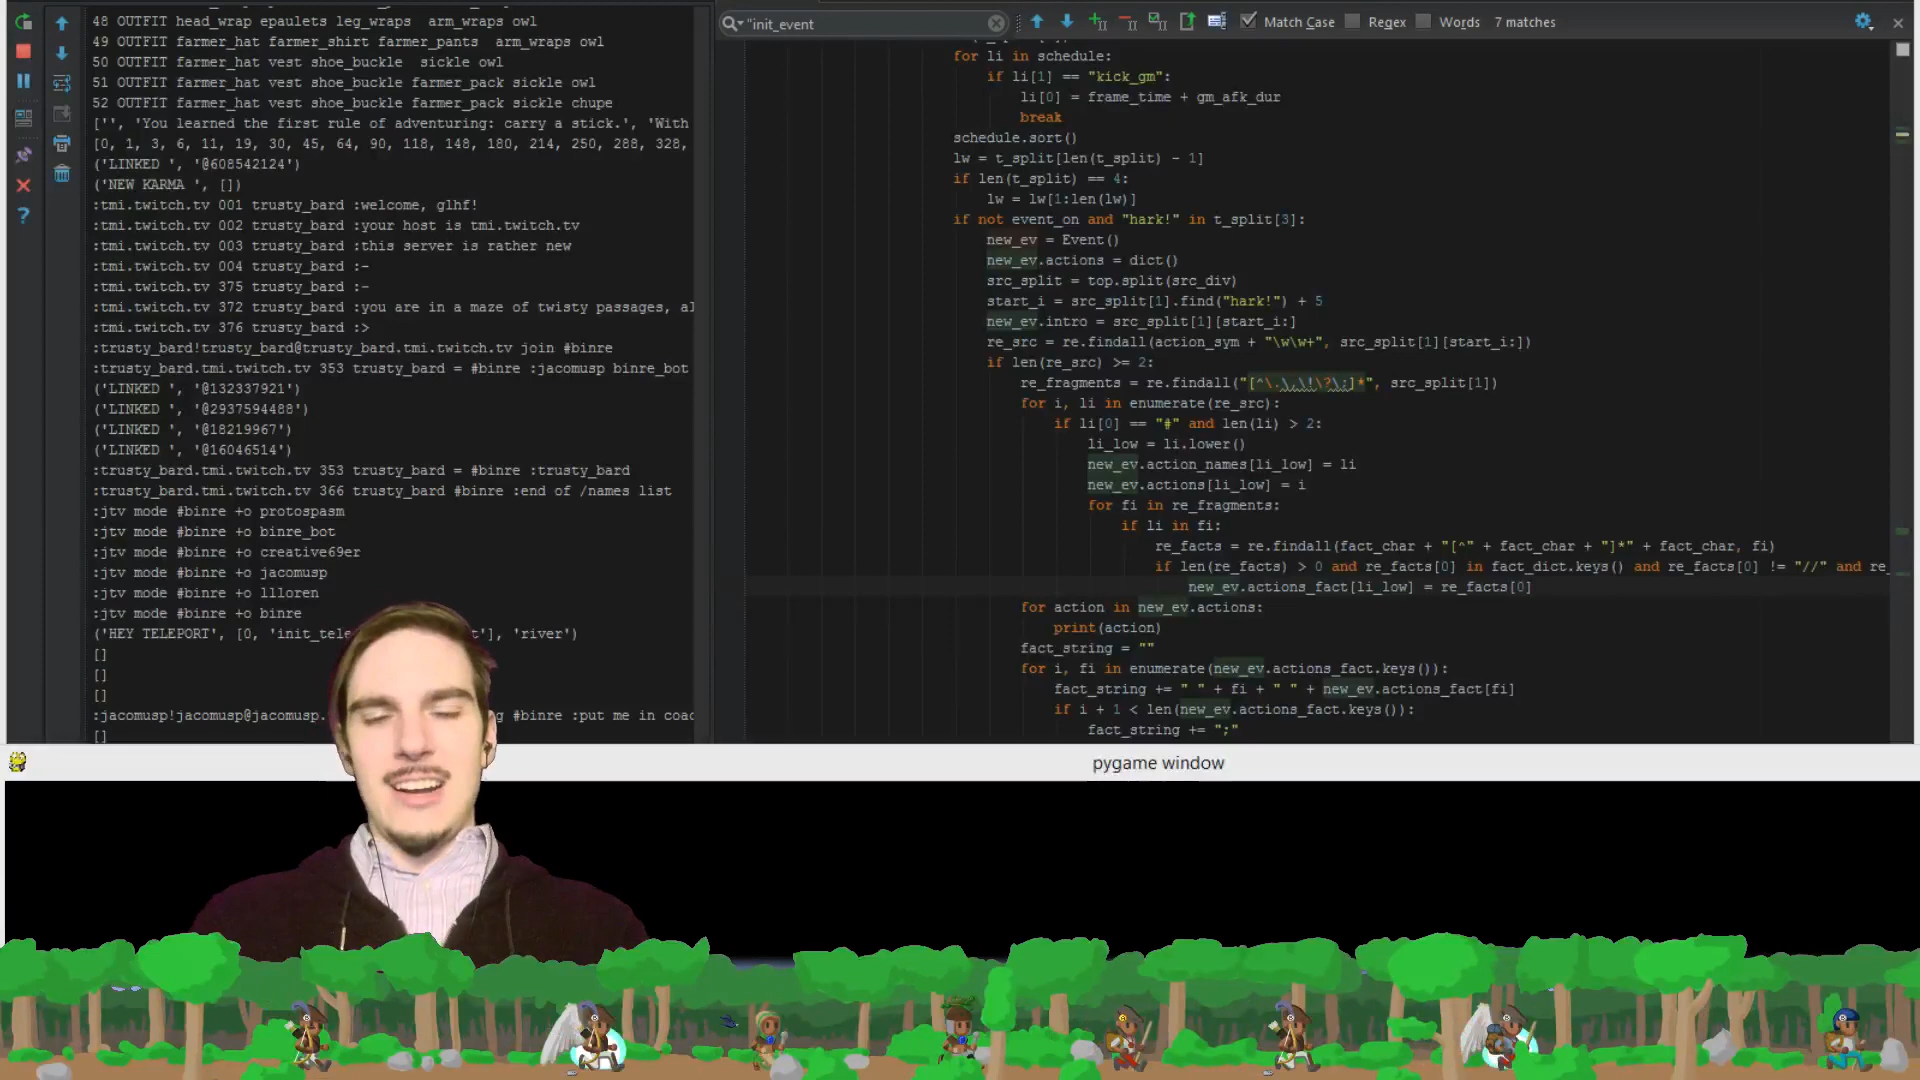 48 OUTFIT head_wrap epaulets leg_wraps  arm_wraps owl
49 OUTFIT farmer_hat farmer_shirt farmer_pants  arm_wraps owl
50 OUTFIT farmer_hat vest shoe_buckle  sickle owl
51 OUTFIT farmer_hat vest shoe_buckle farmer_pack sickle owl
52 OUTFIT farmer_hat vest shoe_buckle farmer_pack sickle chupe
['', 'You learned the first rule of adventuring: carry a stick.', 'With
[0, 1, 3, 6, 11, 19, 30, 45, 64, 90, 118, 148, 180, 214, 250, 288, 328,
('LINKED ', '@608542124')
('NEW KARMA ', [])
:tmi.twitch.tv 001 trusty_bard :welcome, glhf!
:tmi.twitch.tv 002 trusty_bard :your host is tmi.twitch.tv
:tmi.twitch.tv 003 trusty_bard :this server is rather new
:tmi.twitch.tv 004 trusty_bard :-
:tmi.twitch.tv 375 trusty_bard :-
:tmi.twitch.tv 372 trusty_bard :you are in a maze of twisty passages, al
:tmi.twitch.tv 376 trusty_bard :>
:trusty_bard!trusty_bard@trusty_bard.tmi.twitch.tv join #binre
:trusty_bard.tmi.twitch.tv 353 trusty_bard = #binre :jacomusp binre_bot
('LINKED ', '@132337921')
('LINKED ', '@2937594488')
('LINKED ', '@18219967')
('LINKED ', '@16046514')
:trusty_bard.tmi.twitch.tv 353 trusty_bard = #binre :trusty_bard
:trusty_bard.tmi.twitch.tv 366 trusty_bard #binre :end of /names list
:jtv mode #binre +o protospasm
:jtv mode #binre +o binre_bot
:jtv mode #binre +o creative69er
:jtv mode #binre +o jacomusp
:jtv mode #binre +o llloren
:jtv mode #binre +o binre
('HEY TELEPORT', [0, 'init_tele t'], 'river')
[]
[]
[]
:jacomusp!jacomusp@jacomusp. g #binre :put me in coac
[]
"init_event
Match Case
Regex
Words
7 matches
for li in schedule:
if li[1] == "kick_gm":
li[0] = frame_time + gm_afk_dur
break
schedule.sort()
lw = t_split[len(t_split) - 1]
if len(t_split) == 4:
lw = lw[1:len(lw)]
if not event_on and "hark!" in t_split[3]:
new_ev = Event()
new_ev.actions = dict()
src_split = top.split(src_div)
start_i = src_split[1].find("hark!") + 5
new_ev.intro = src_split[1][start_i:]
re_src = re.findall(action_sym + "\w\w+", src_split[1][start_i:])
if len(re_src) >= 2:
re_fragments = re.findall("[^\.\,\!\?\;]*", src_split[1])
for i, li in enumerate(re_src):
if li[0] == "#" and len(li) > 2:
li_low = li.lower()
new_ev.action_names[li_low] = li
new_ev.actions[li_low] = i
for fi in re_fragments:
if li in fi:
re_facts = re.findall(fact_char + "[^" + fact_char + "]*" + fact_char, fi)
if len(re_facts) > 0 and re_facts[0] in fact_dict.keys() and re_facts[0] != "//" and re_
new_ev.actions_fact[li_low] = re_facts[0]
for action in new_ev.actions:
print(action)
fact_string = ""
for i, fi in enumerate(new_ev.actions_fact.keys()):
fact_string += " " + fi + " " + new_ev.actions_fact[fi]
if i + 1 < len(new_ev.actions_fact.keys()):
fact_string += ";"
pygame window